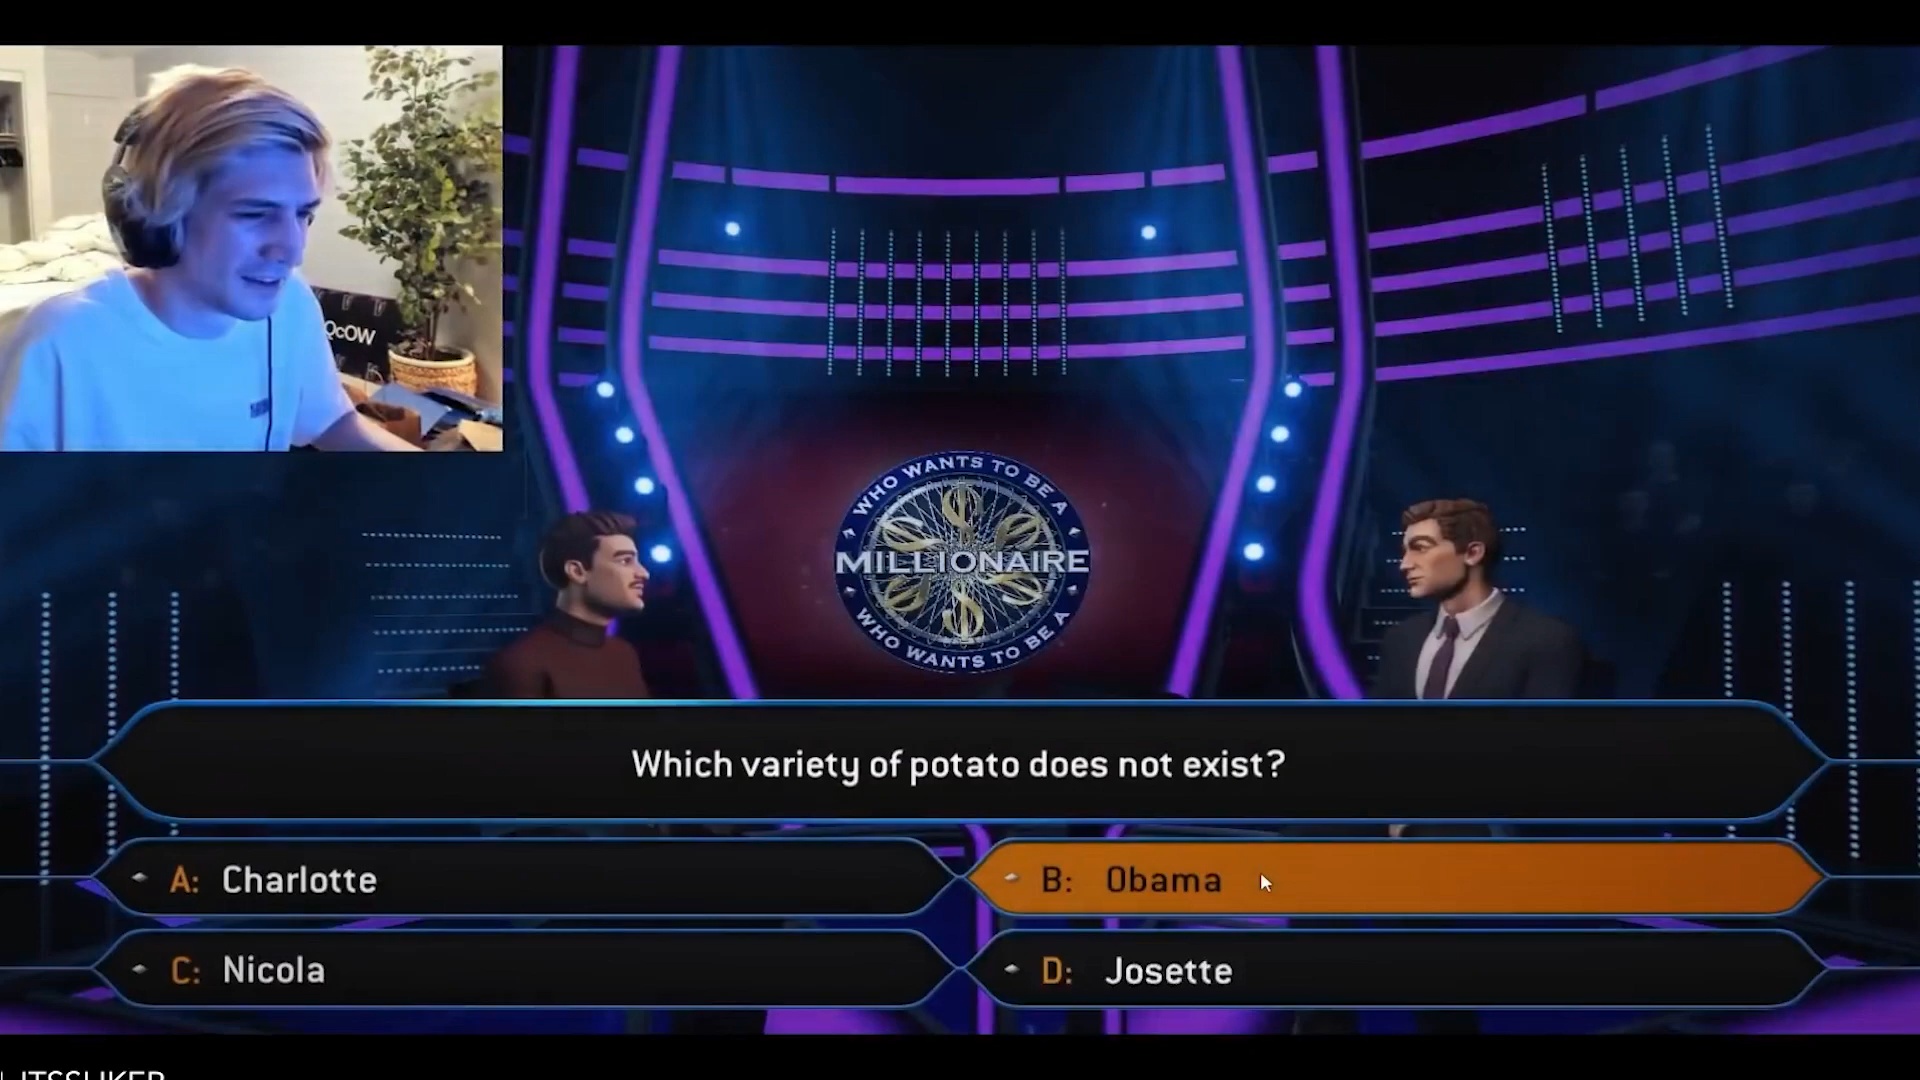 QcOW
WHO WANTS TO BE A
MILLIONAIRE
WHO WANTS TO BE A
Which variety of potato does not exist?
A: Charlotte
B: Obama
C: Nicola
D: Josette